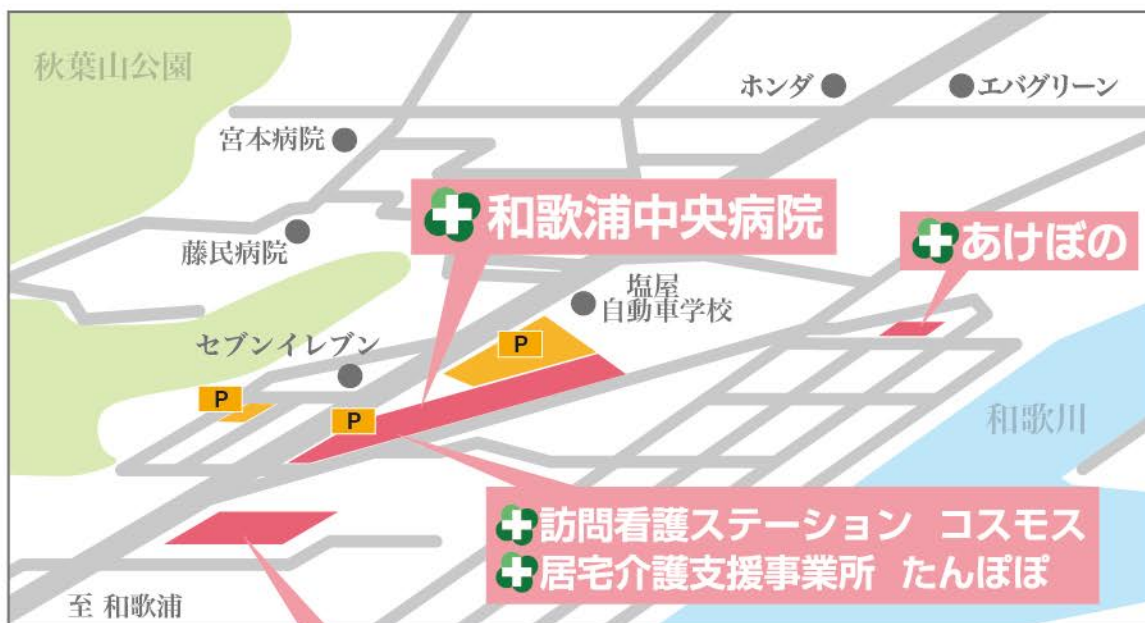 秋葉山公園
ホンダ
エバグリーン
宮本病院
和歌浦中央病院
あけぼの
藤民病院
塩屋
自動車学校
セブンイレブン
P
P
P
和歌川
訪問看護ステーション コスモス
居宅介護支援事業所 たんぽぽ
至 和歌浦